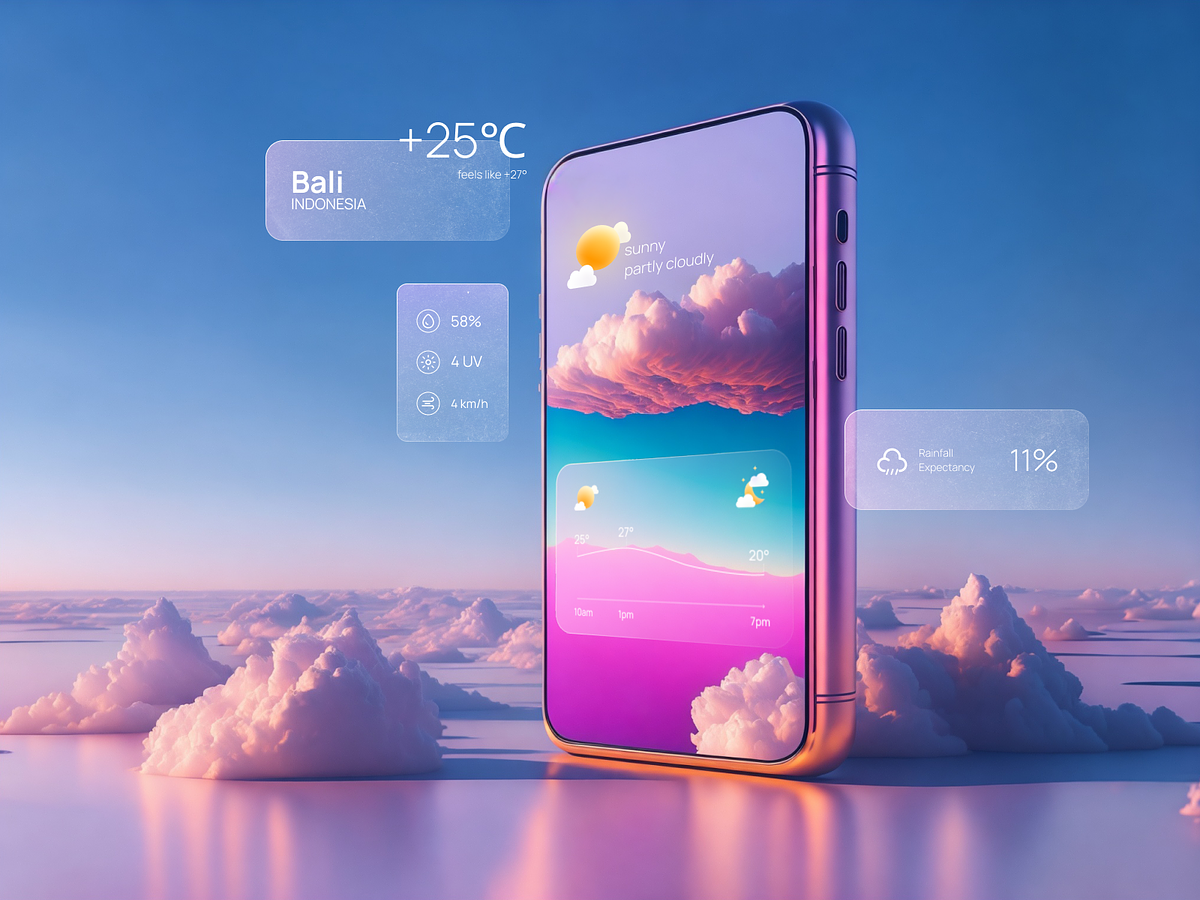 +25°C
feels like +27°
Bali
INDONESIA
58%
4 UV
4 km/h
sunny
partly cloudly
Rainfall
Expectancy
11%
25°
27°
20°
10am
1pm
7pm